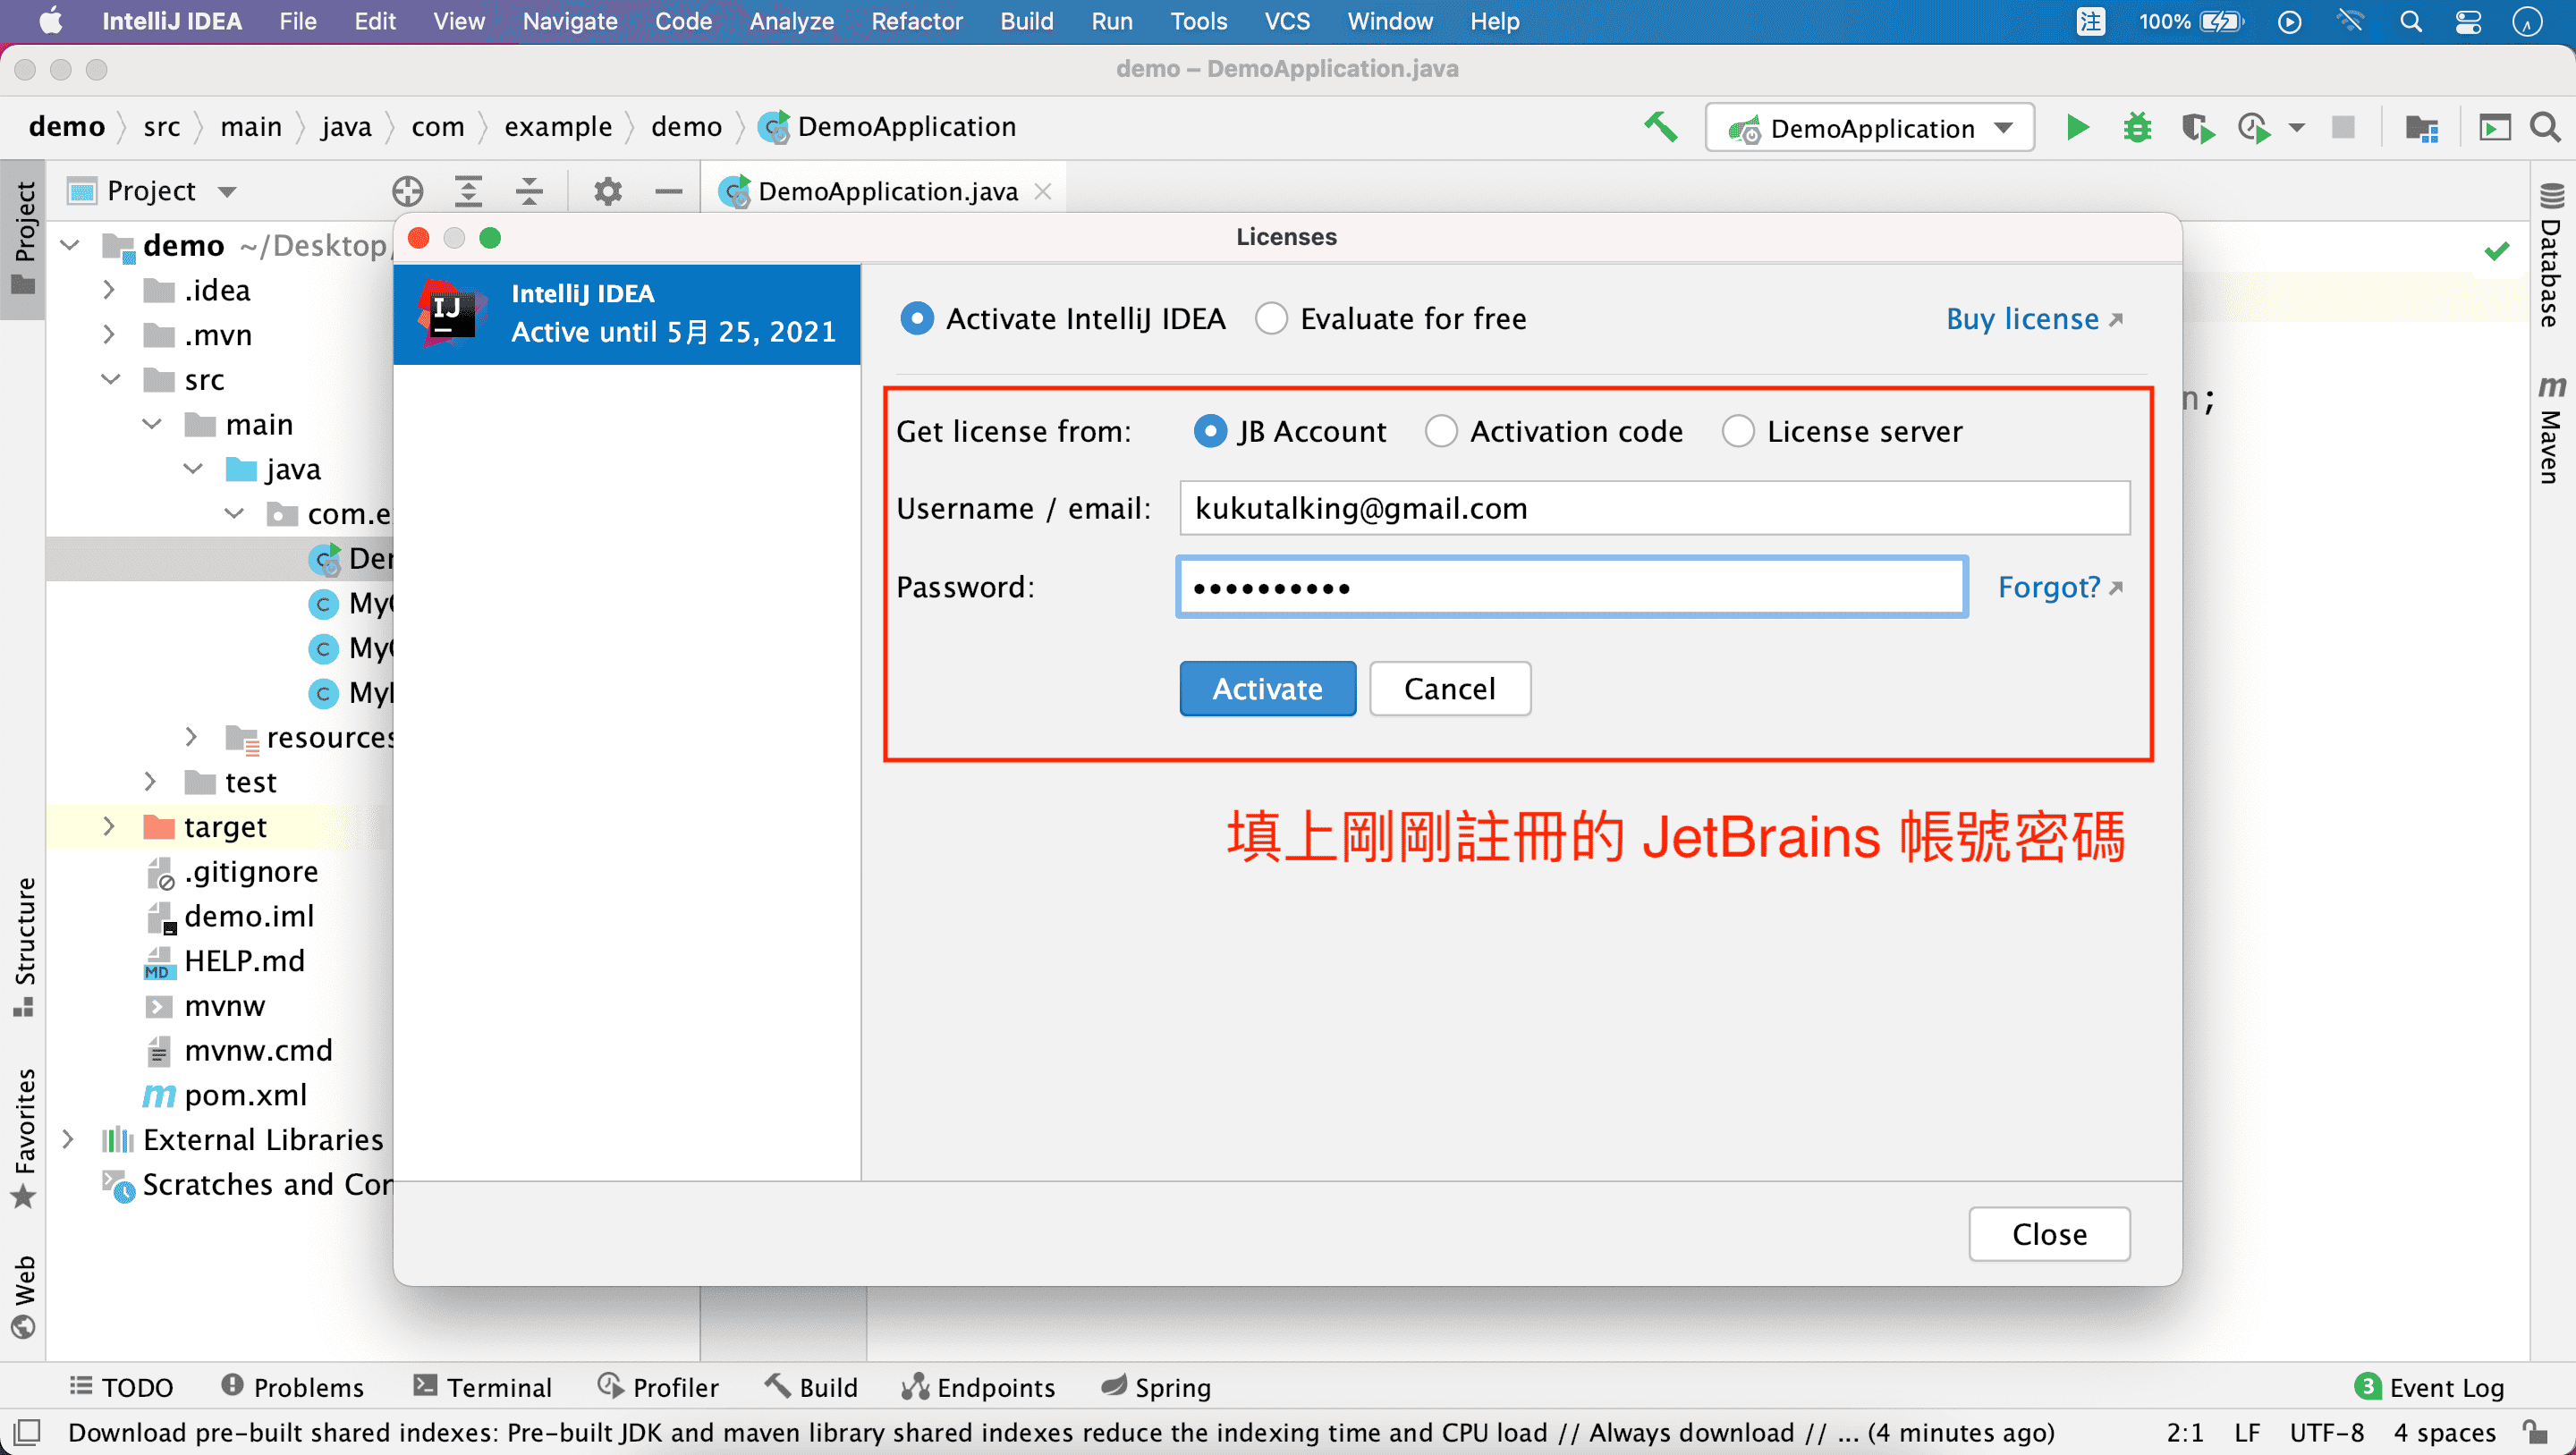 IntelliJ IDEA File Edit View Navigate Code Analyze Refactor Build Run Tools VCS Window Help 注 100%
demo – DemoApplication.java
demo src main java com example demo DemoApplication DemoApplication
Project Project DemoApplication.java
Licenses
demo ~/Desktop/
.idea
.mvn
src
main
java
com.e
Der
My
My
My
resources
test
target
.gitignore
demo.iml
HELP.md
mvnw
mvnw.cmd
pom.xml
External Libraries
Scratches and Con
IJ IntelliJ IDEA
Active until 5月 25, 2021
Activate IntelliJ IDEA Evaluate for free Buy license
Get license from: JB Account Activation code License server
Username / email: kukutalking@gmail.com
Password: •••••••••• Forgot?
Activate Cancel
填上剛剛註冊的 JetBrains 帳號密碼
Close
n;
Database
Maven
Structure
Favorites
Web
TODO Problems Terminal Profiler Build Endpoints Spring 3 Event Log
Download pre-built shared indexes: Pre-built JDK and maven library shared indexes reduce the indexing time and CPU load // Always download // ... (4 minutes ago) 2:1 LF UTF-8 4 spaces